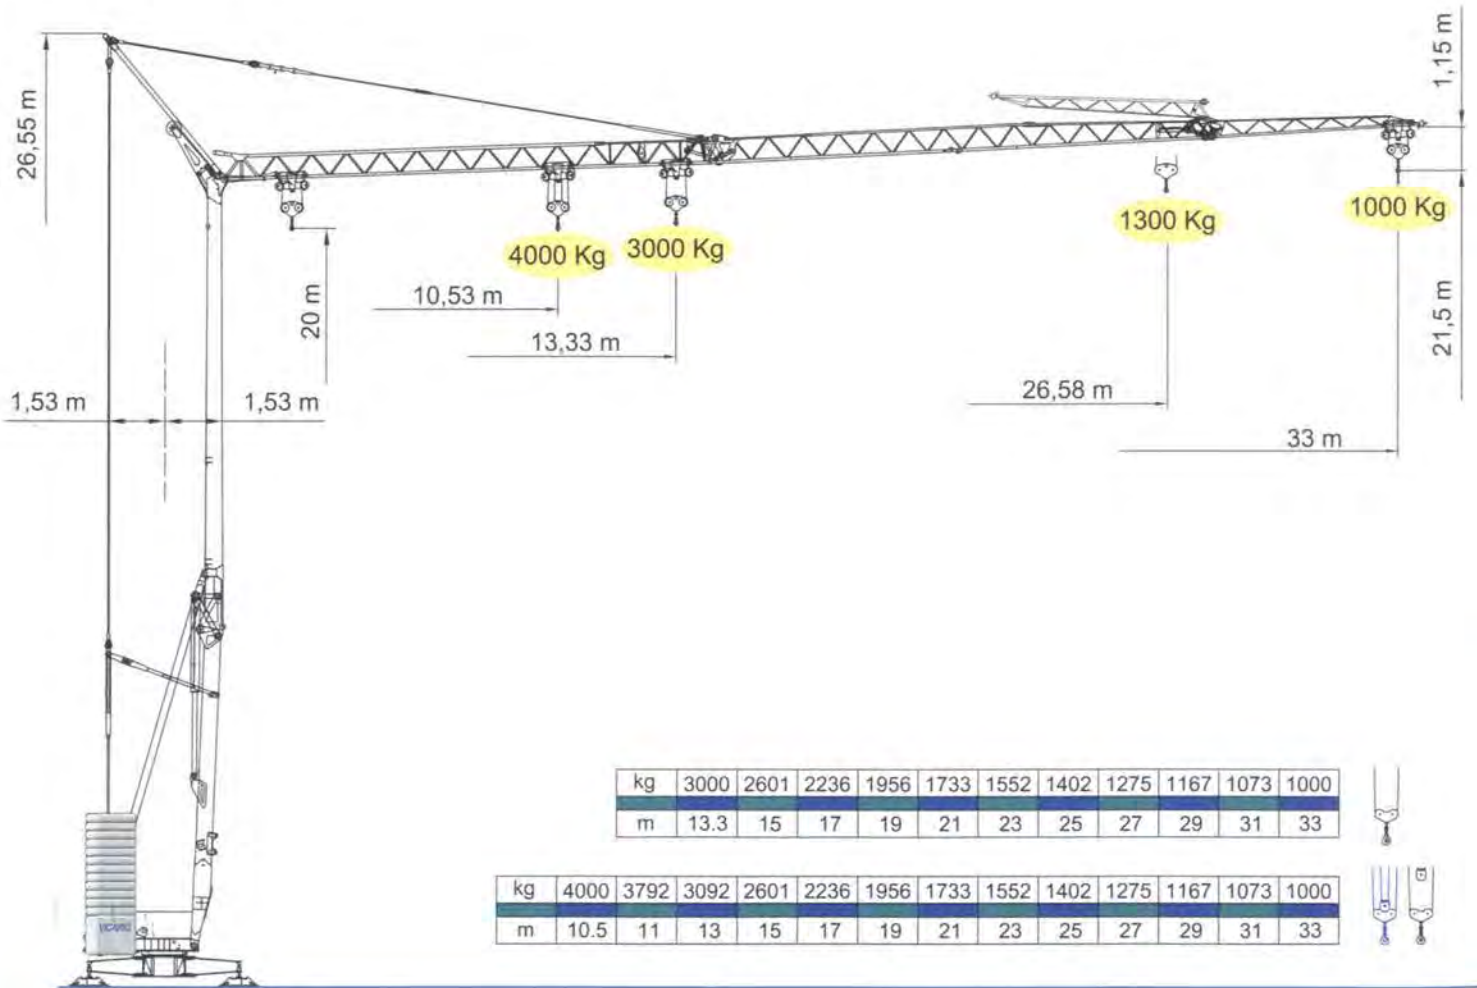 26,55 m
1,15 m
4000 Kg
3000 Kg
1300 Kg
1000 Kg
10,53 m
20 m
13,33 m
21,5 m
1,53 m
1,53 m
26,58 m
33 m
kg 3000 2601 2236 1956 1733 1552 1402 1275 1167 1073 1000
m 13.3 15 17 19 21 23 25 27 29 31 33
kg 4000 3792 3092 2601 2236 1956 1733 1552 1402 1275 1167 1073 1000
m 10.5 11 13 15 17 19 21 23 25 27 29 31 33